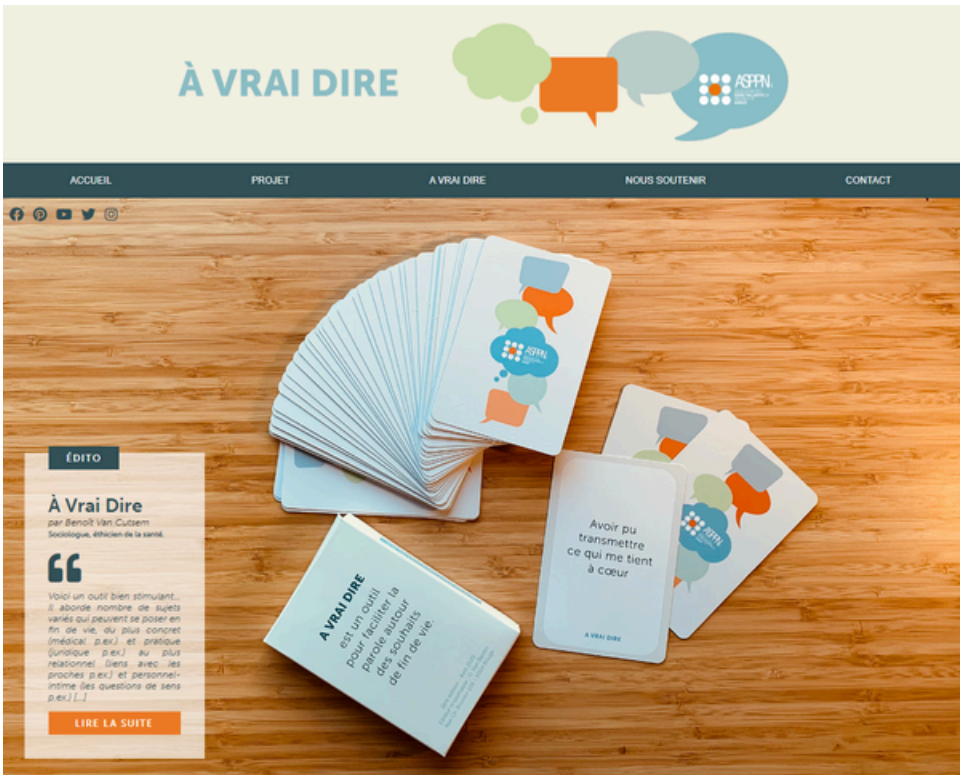 À VRAI DIRE
ASPPN
ACCUEIL
PROJET
A VRAI DIRE
NOUS SOUTENIR
CONTACT
ASPPN
Avoir pu
transmettre
ce qui me tient
à cœur
A VRAI DIRE
ASPPN
A VRAI DIRE
est un outil
pour faciliter la
parole autour
des souhaits
de fin de vie.
ÉDITO
À Vrai Dire
par Benoît Van Cutsem
Sociologue, éthicien de la santé.
Voici un outil bien stimulant...
Il aborde nombre de sujets
variés qui peuvent se poser en
fin de vie, du plus concret
(médical p.ex.) et pratique
(juridique p.ex.) au plus
relationnel (liens avec les
proches p.ex.) et personnel-
intime (les questions de sens
p.ex.) [...]
LIRE LA SUITE